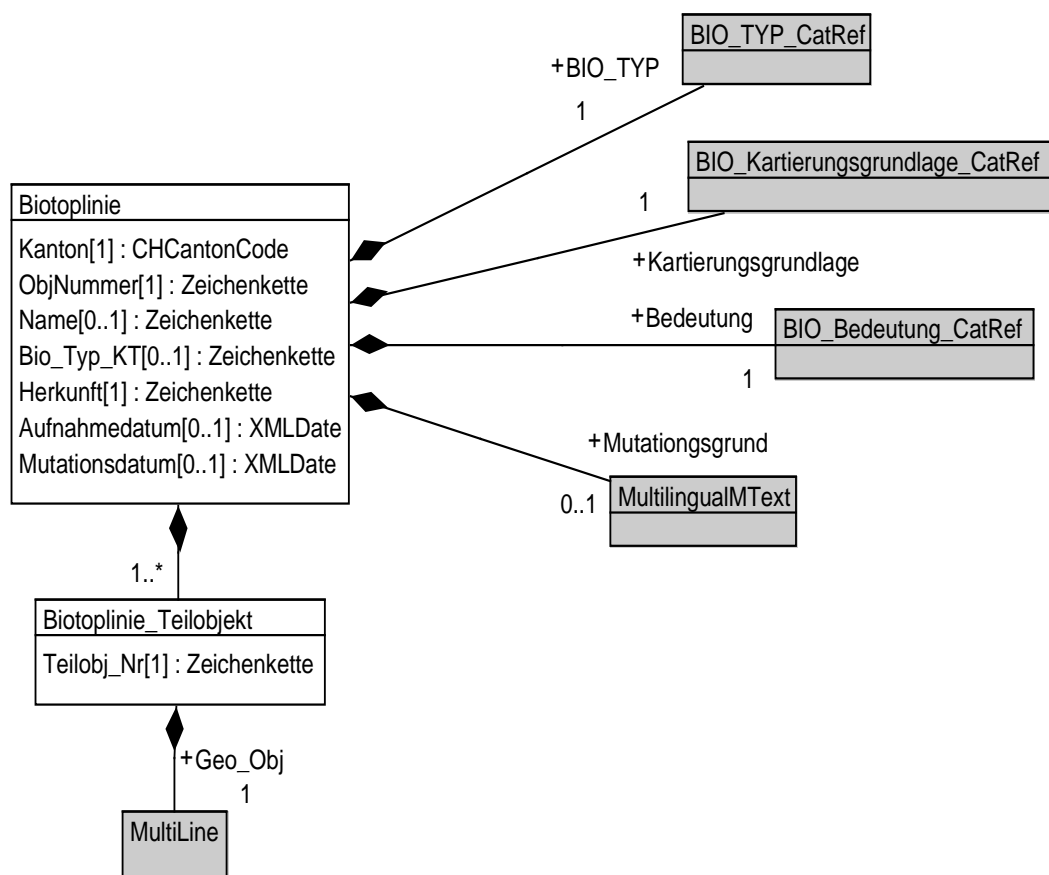 BIO_TYP_CatRef
+BIO_TYP
1
BIO_Kartierungsgrundlage_CatRef
1
+Kartierungsgrundlage
Biotoplinie
Kanton[1] : CHCantonCode
ObjNummer[1] : Zeichenkette
Name[0..1] : Zeichenkette
Bio_Typ_KT[0..1] : Zeichenkette
Herkunft[1] : Zeichenkette
Aufnahmedatum[0..1] : XMLDate
Mutationsdatum[0..1] : XMLDate
+Bedeutung
BIO_Bedeutung_CatRef
1
+Mutationgsgrund
0..1
MultilingualMText
1..*
Biotoplinie_Teilobjekt
Teilobj_Nr[1] : Zeichenkette
+Geo_Obj
1
MultiLine